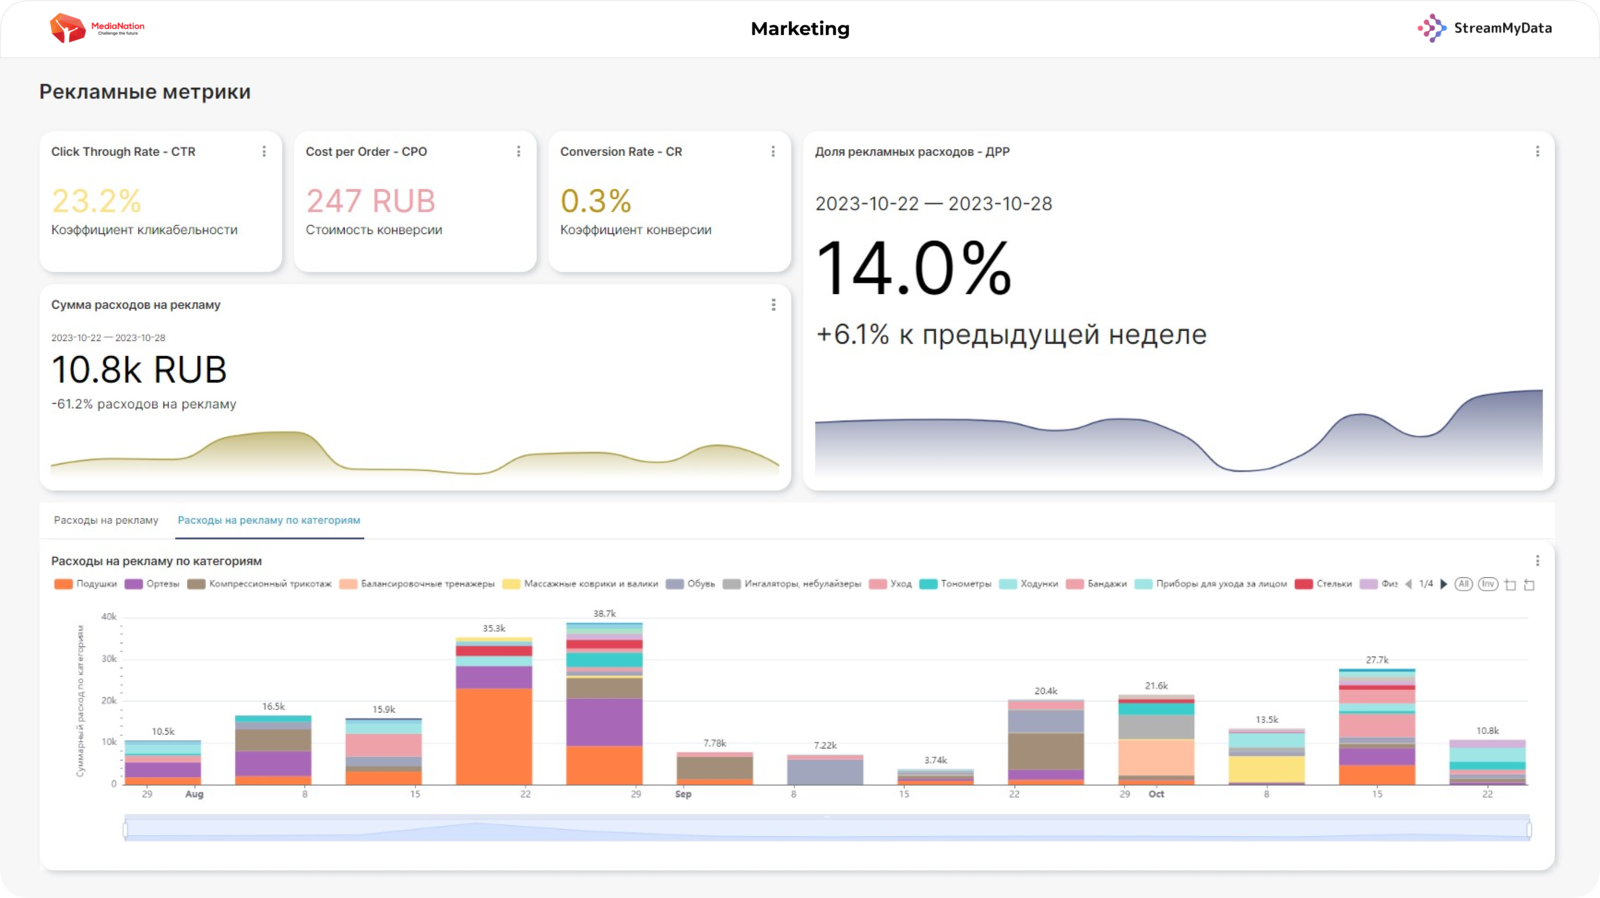 MediaNation
Challenge the future
Marketing
StreamMyData
Рекламные метрики
Click Through Rate - CTR
23.2%
Коэффициент кликабельности
Cost per Order - CPO
247 RUB
Стоимость конверсии
Conversion Rate - CR
0.3%
Коэффициент конверсии
Доля рекламных расходов - ДРР
2023-10-22 — 2023-10-28
14.0%
+6.1% к предыдущей неделе
Сумма расходов на рекламу
2023-10-22 — 2023-10-28
10.8k RUB
-61.2% расходов на рекламу
Расходы на рекламу Расходы на рекламу по категориям
Расходы на рекламу по категориям
Подушки Ортезы Компрессионный трикотаж Балансировочные тренажеры Массажные коврики и валики Обувь Ингаляторы, небулайзеры Уход Тонометры Ходунки Бандажи Приборы для ухода за лицом Стельки Физ 1/4 All Inv
Суммарный расход по категориям
40k
30k
20k
10k
0
10.5k 16.5k 15.9k 35.3k 38.7k 7.78k 7.22k 3.74k 20.4k 21.6k 13.5k 27.7k 10.8k
29 Aug 8 15 22 29 Sep 8 15 22 29 Oct 8 15 22